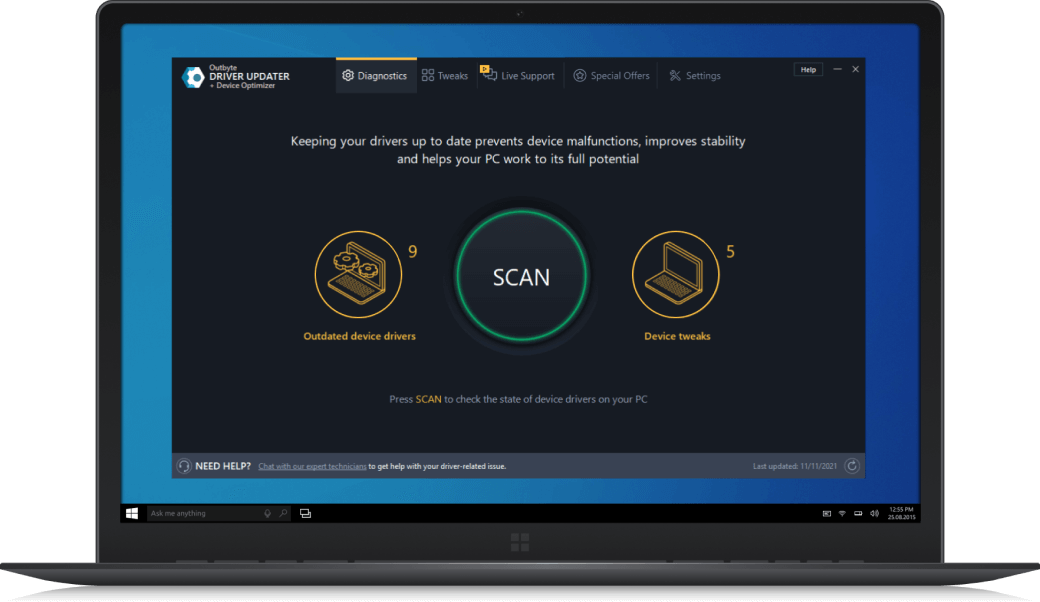 Outbyte
DRIVER UPDATER
+ Device Optimizer
Diagnostics
Tweaks
Live Support
Special Offers
Settings
Help
Keeping your drivers up to date prevents device malfunctions, improves stability
and helps your PC work to its full potential
9
SCAN
5
Outdated device drivers
Device tweaks
Press SCAN to check the state of device drivers on your PC
NEED HELP? Chat with our expert technicians to get help with your driver-related issue.
Last updated: 11/11/2021
Ask me anything
12:55 PM
25.08.2015